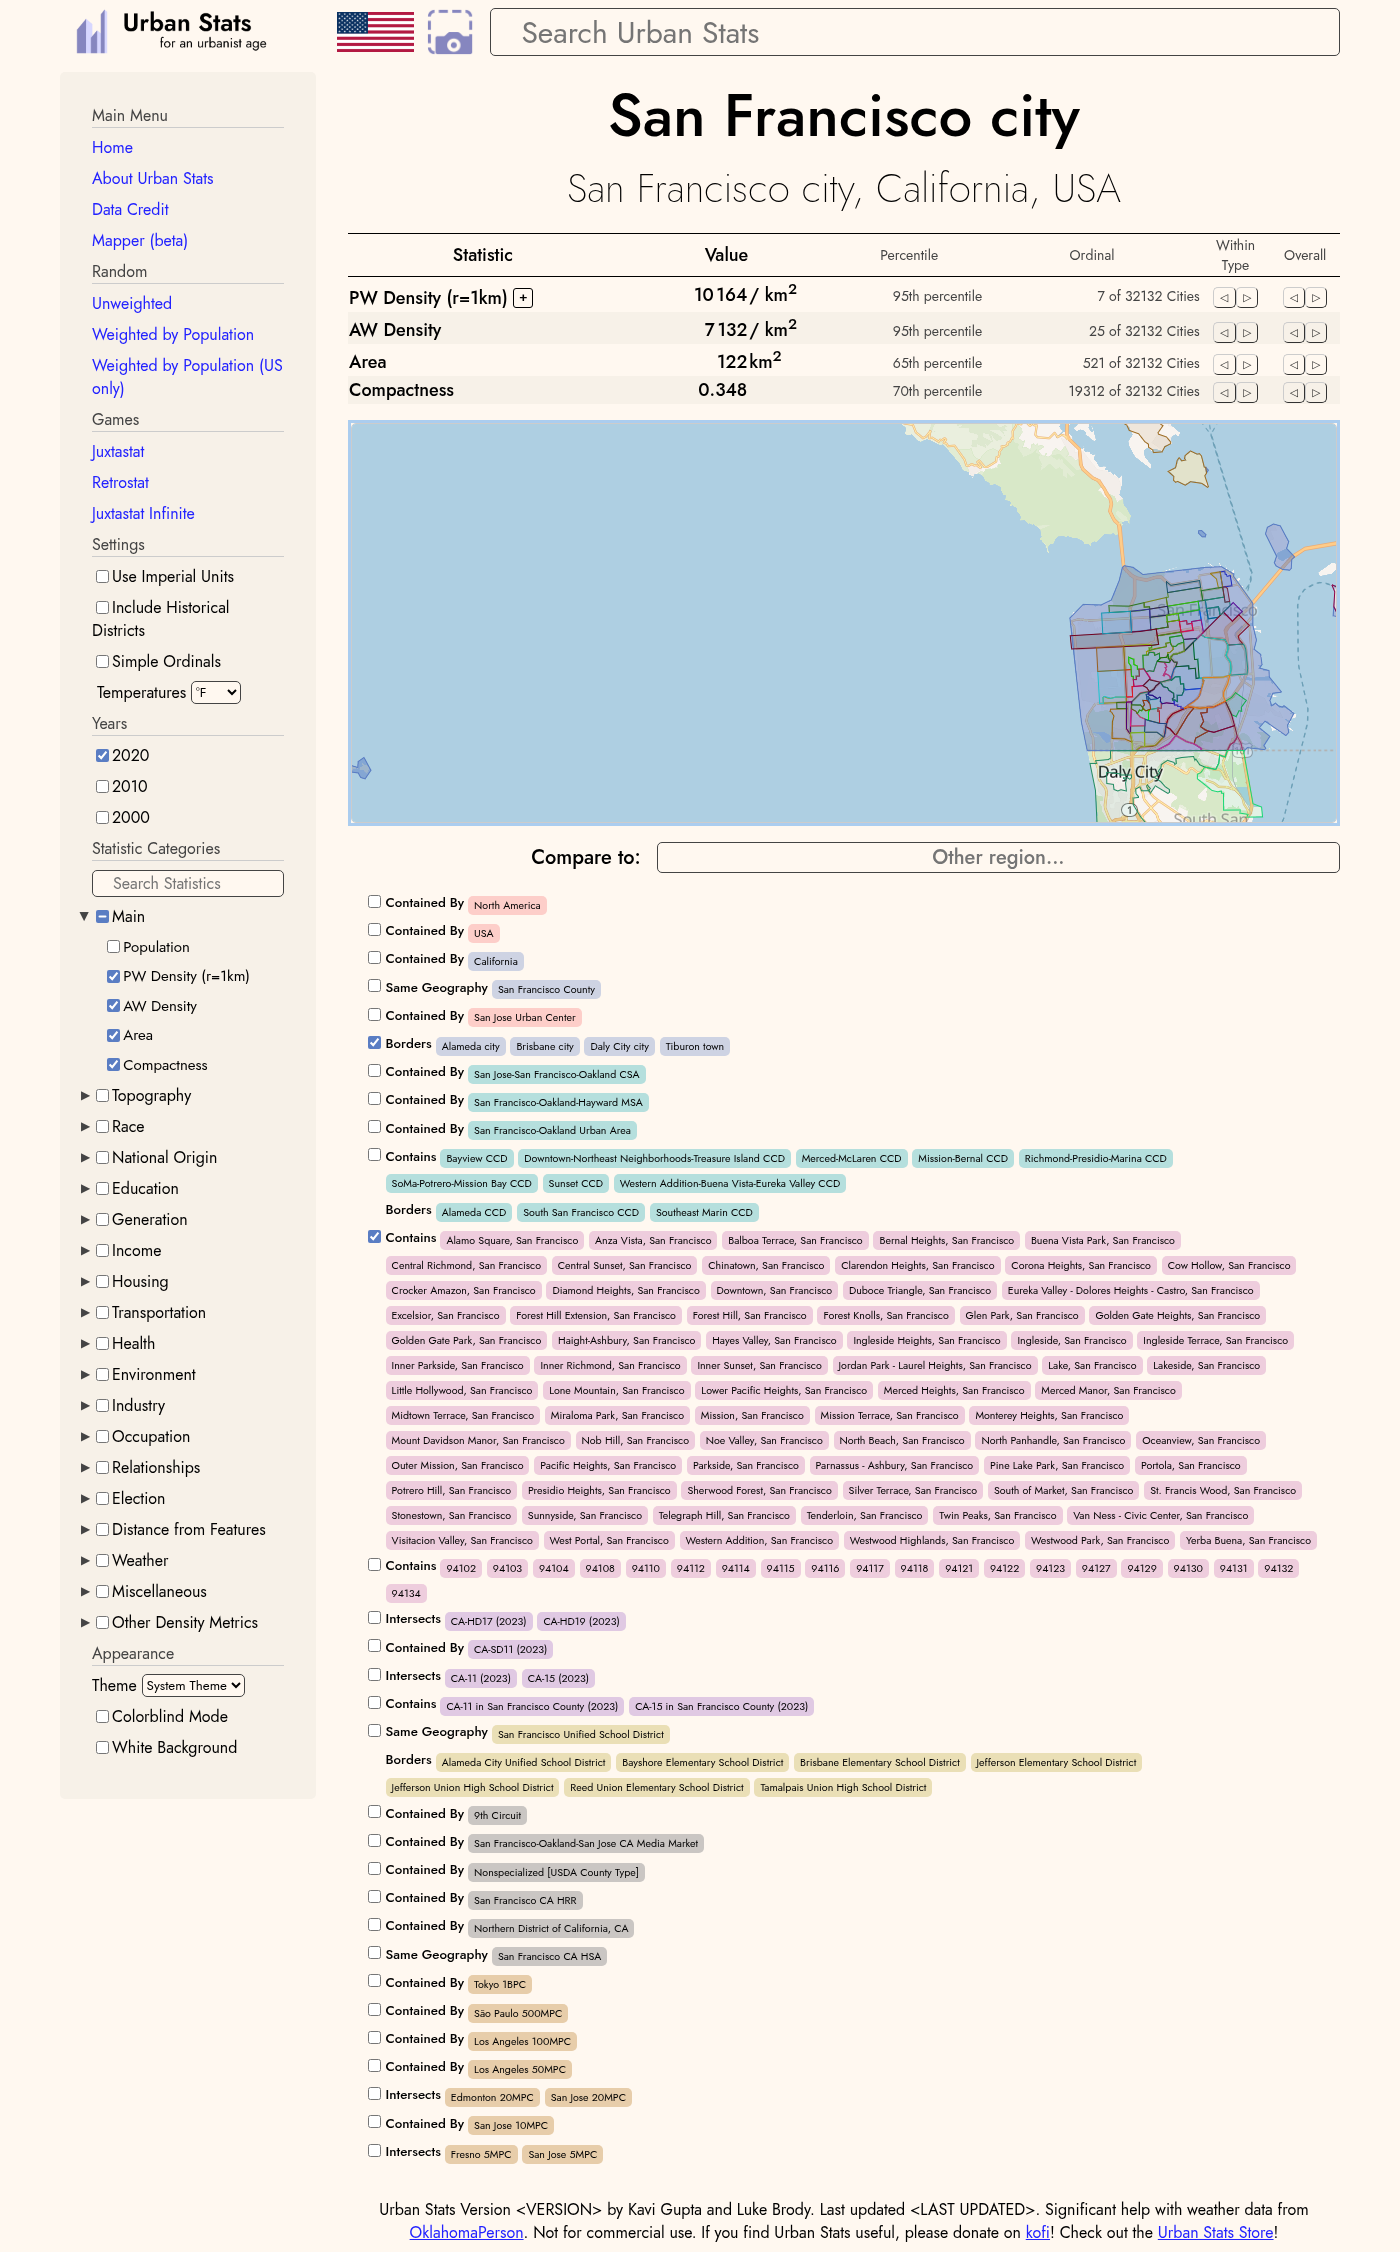 Urban Stats
for an urbanist age
Search Urban Stats
Main Menu
Home
About Urban Stats
Data Credit
Mapper (beta)
Random
Unweighted
Weighted by Population
Weighted by Population (US
only)
Games
Juxtastat
Retrostat
Juxtastat Infinite
Settings
Use Imperial Units
Include Historical
Districts
Simple Ordinals
Temperatures °F
Years
2020
2010
2000
Statistic Categories
Search Statistics
Main
Population
PW Density (r=1km)
AW Density
Area
Compactness
Topography
Race
National Origin
Education
Generation
Income
Housing
Transportation
Health
Environment
Industry
Occupation
Relationships
Election
Distance from Features
Weather
Miscellaneous
Other Density Metrics
Appearance
Theme System Theme
Colorblind Mode
White Background
San Francisco city
San Francisco city, California, USA
Statistic Value Percentile Ordinal Within Type Overall
PW Density (r=1km) + 10 164 / km² 95th percentile 7 of 32132 Cities
AW Density 7 132 / km² 95th percentile 25 of 32132 Cities
Area 122 km² 65th percentile 521 of 32132 Cities
Compactness 0.348 70th percentile 19312 of 32132 Cities
San Francisco
Daly City
1
South San
Compare to: Other region...
Contained By North America
Contained By USA
Contained By California
Same Geography San Francisco County
Contained By San Jose Urban Center
Borders Alameda city Brisbane city Daly City city Tiburon town
Contained By San Jose-San Francisco-Oakland CSA
Contained By San Francisco-Oakland-Hayward MSA
Contained By San Francisco-Oakland Urban Area
Contains Bayview CCD Downtown-Northeast Neighborhoods-Treasure Island CCD Merced-McLaren CCD Mission-Bernal CCD Richmond-Presidio-Marina CCD
SoMa-Potrero-Mission Bay CCD Sunset CCD Western Addition-Buena Vista-Eureka Valley CCD
Borders Alameda CCD South San Francisco CCD Southeast Marin CCD
Contains Alamo Square, San Francisco Anza Vista, San Francisco Balboa Terrace, San Francisco Bernal Heights, San Francisco Buena Vista Park, San Francisco
Central Richmond, San Francisco Central Sunset, San Francisco Chinatown, San Francisco Clarendon Heights, San Francisco Corona Heights, San Francisco Cow Hollow, San Francisco
Crocker Amazon, San Francisco Diamond Heights, San Francisco Downtown, San Francisco Duboce Triangle, San Francisco Eureka Valley - Dolores Heights - Castro, San Francisco
Excelsior, San Francisco Forest Hill Extension, San Francisco Forest Hill, San Francisco Forest Knolls, San Francisco Glen Park, San Francisco Golden Gate Heights, San Francisco
Golden Gate Park, San Francisco Haight-Ashbury, San Francisco Hayes Valley, San Francisco Ingleside Heights, San Francisco Ingleside, San Francisco Ingleside Terrace, San Francisco
Inner Parkside, San Francisco Inner Richmond, San Francisco Inner Sunset, San Francisco Jordan Park - Laurel Heights, San Francisco Lake, San Francisco Lakeside, San Francisco
Little Hollywood, San Francisco Lone Mountain, San Francisco Lower Pacific Heights, San Francisco Merced Heights, San Francisco Merced Manor, San Francisco
Midtown Terrace, San Francisco Miraloma Park, San Francisco Mission, San Francisco Mission Terrace, San Francisco Monterey Heights, San Francisco
Mount Davidson Manor, San Francisco Nob Hill, San Francisco Noe Valley, San Francisco North Beach, San Francisco North Panhandle, San Francisco Oceanview, San Francisco
Outer Mission, San Francisco Pacific Heights, San Francisco Parkside, San Francisco Parnassus - Ashbury, San Francisco Pine Lake Park, San Francisco Portola, San Francisco
Potrero Hill, San Francisco Presidio Heights, San Francisco Sherwood Forest, San Francisco Silver Terrace, San Francisco South of Market, San Francisco St. Francis Wood, San Francisco
Stonestown, San Francisco Sunnyside, San Francisco Telegraph Hill, San Francisco Tenderloin, San Francisco Twin Peaks, San Francisco Van Ness - Civic Center, San Francisco
Visitacion Valley, San Francisco West Portal, San Francisco Western Addition, San Francisco Westwood Highlands, San Francisco Westwood Park, San Francisco Yerba Buena, San Francisco
Contains 94102 94103 94104 94108 94110 94112 94114 94115 94116 94117 94118 94121 94122 94123 94127 94129 94130 94131 94132
94134
Intersects CA-HD17 (2023) CA-HD19 (2023)
Contained By CA-SD11 (2023)
Intersects CA-11 (2023) CA-15 (2023)
Contains CA-11 in San Francisco County (2023) CA-15 in San Francisco County (2023)
Same Geography San Francisco Unified School District
Borders Alameda City Unified School District Bayshore Elementary School District Brisbane Elementary School District Jefferson Elementary School District
Jefferson Union High School District Reed Union Elementary School District Tamalpais Union High School District
Contained By 9th Circuit
Contained By San Francisco-Oakland-San Jose CA Media Market
Contained By Nonspecialized [USDA County Type]
Contained By San Francisco CA HRR
Contained By Northern District of California, CA
Same Geography San Francisco CA HSA
Contained By Tokyo 1BPC
Contained By São Paulo 500MPC
Contained By Los Angeles 100MPC
Contained By Los Angeles 50MPC
Intersects Edmonton 20MPC San Jose 20MPC
Contained By San Jose 10MPC
Intersects Fresno 5MPC San Jose 5MPC
Urban Stats Version <VERSION> by Kavi Gupta and Luke Brody. Last updated <LAST UPDATED>. Significant help with weather data from
OklahomaPerson. Not for commercial use. If you find Urban Stats useful, please donate on kofi! Check out the Urban Stats Store!